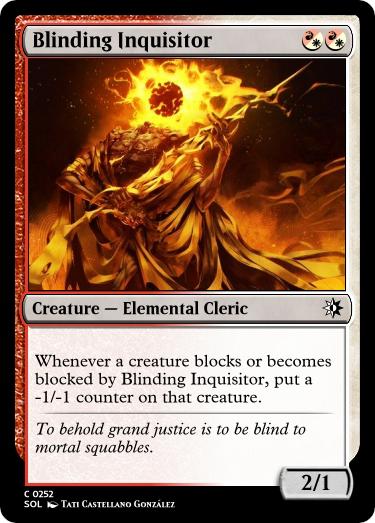 Blinding Inquisitor
Creature — Elemental Cleric
Whenever a creature blocks or becomes
blocked by Blinding Inquisitor, put a
-1/-1 counter on that creature.
To behold grand justice is to be blind to
mortal squabbles.
2/1
C 0252
SOL Tati Castellano González